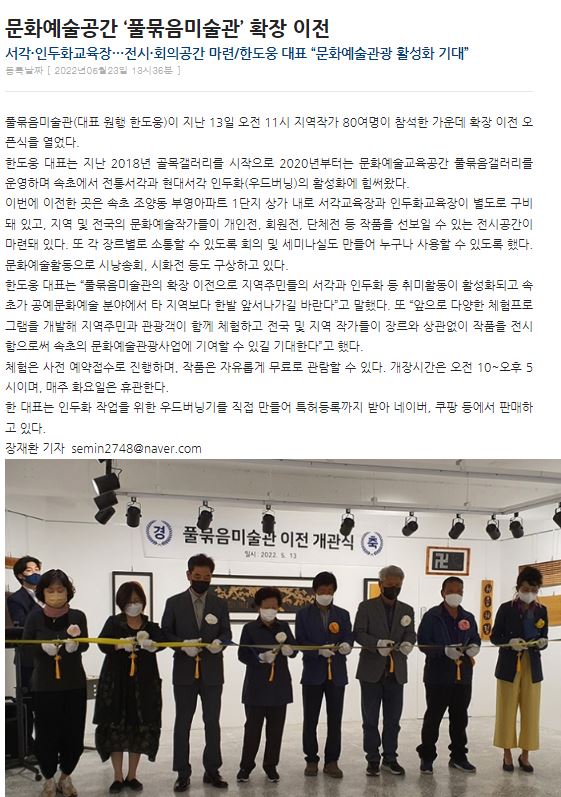 문화예술공간 ‘풀묶음미술관’ 확장 이전
서각·인두화교육장…전시·회의공간 마련/한도웅 대표 “문화예술관광 활성화 기대”
등록날짜 [ 2022년05월23일 13시36분 ]
풀묶음미술관(대표 원행 한도웅)이 지난 13일 오전 11시 지역작가 80여명이 참석한 가운데 확장 이전 오
픈식을 열었다.
한도웅 대표는 지난 2018년 골목갤러리를 시작으로 2020년부터는 문화예술교육공간 풀묶음갤러리를
운영하며 속초에서 전통서각과 현대서각 인두화(우드버닝)의 활성화에 힘써왔다.
이번에 이전한 곳은 속초 조양동 부영아파트 1단지 상가 내로 서각교육장과 인두화교육장이 별도로 구비
돼 있고, 지역 및 전국의 문화예술작가들이 개인전, 회원전, 단체전 등 작품을 선보일 수 있는 전시공간이
마련돼 있다. 또 각 장르별로 소통할 수 있도록 회의 및 세미나실도 만들어 누구나 사용할 수 있도록 했다.
문화예술활동으로 시낭송회, 시화전 등도 구상하고 있다.
한도웅 대표는 “풀묶음미술관의 확장 이전으로 지역주민들의 서각과 인두화 등 취미활동이 활성화되고 속
초가 공예문화예술 분야에서 타 지역보다 한발 앞서나가길 바란다”고 말했다. 또 “앞으로 다양한 체험프로
그램을 개발해 지역주민과 관광객이 함께 체험하고 전국 및 지역 작가들이 장르와 상관없이 작품을 전시
함으로써 속초의 문화예술관광사업에 기여할 수 있길 기대한다”고 했다.
체험은 사전 예약접수로 진행하며, 작품은 자유롭게 무료로 관람할 수 있다. 개장시간은 오전 10~오후 5
시이며, 매주 화요일은 휴관한다.
한 대표는 인두화 작업을 위한 우드버닝기를 직접 만들어 특허등록까지 받아 네이버, 쿠팡 등에서 판매하
고 있다.
장재환 기자 semin2748@naver.com
경 풀묶음미술관 이전 개관식 축
일시 : 2022. 5. 13